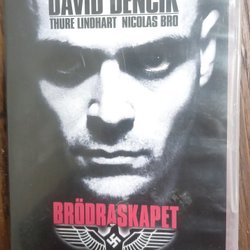 DAVID DENCIK
THURE LINDHART NICOLAS BRO
BRÖDRASKAPET